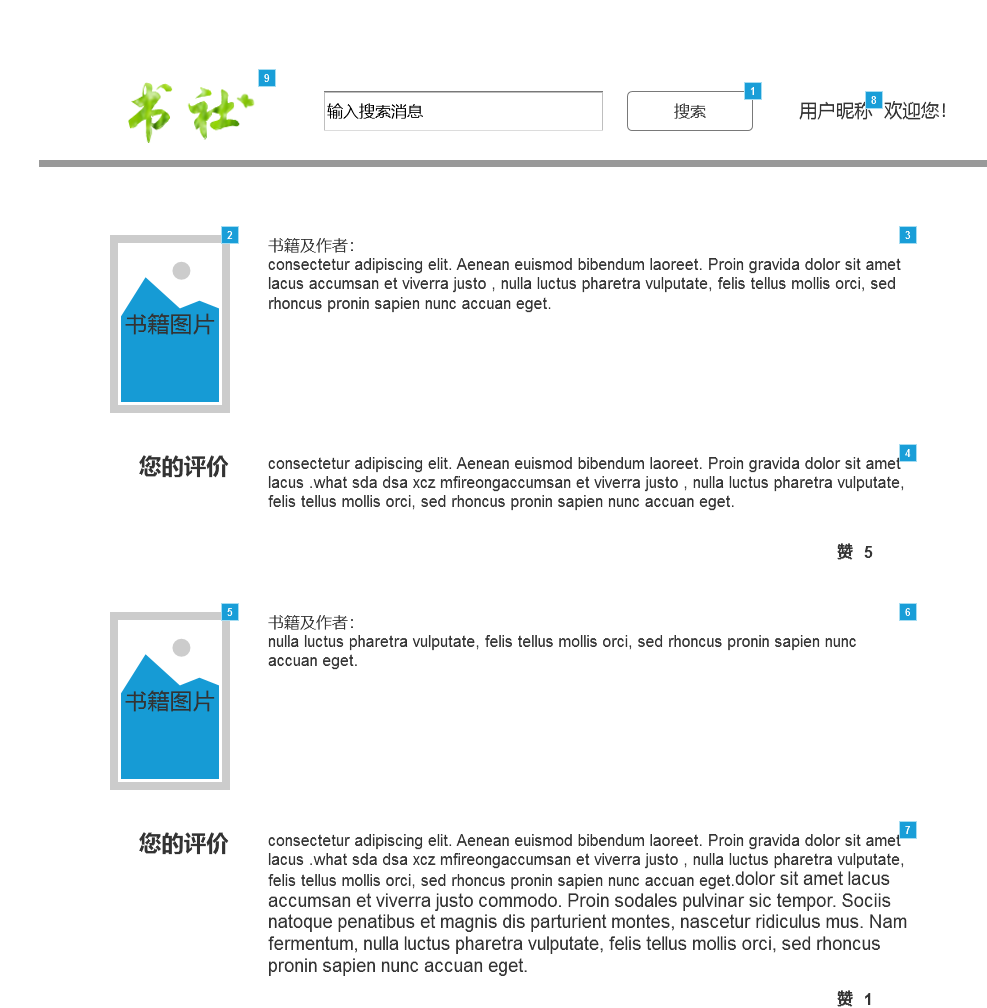 书社
9
输入搜索消息
搜索
1
用户昵称
8
欢迎您！
2
书籍图片
书籍及作者：
3
consectetur adipiscing elit. Aenean euismod bibendum laoreet. Proin gravida dolor sit amet
lacus accumsan et viverra justo , nulla luctus pharetra vulputate, felis tellus mollis orci, sed
rhoncus pronin sapien nunc accuan eget.
您的评价
4
consectetur adipiscing elit. Aenean euismod bibendum laoreet. Proin gravida dolor sit amet
lacus .what sda dsa xcz mfireongaccumsan et viverra justo , nulla luctus pharetra vulputate,
felis tellus mollis orci, sed rhoncus pronin sapien nunc accuan eget.
赞 5
5
书籍图片
书籍及作者：
6
nulla luctus pharetra vulputate, felis tellus mollis orci, sed rhoncus pronin sapien nunc
accuan eget.
您的评价
7
consectetur adipiscing elit. Aenean euismod bibendum laoreet. Proin gravida dolor sit amet
lacus .what sda dsa xcz mfireongaccumsan et viverra justo , nulla luctus pharetra vulputate,
felis tellus mollis orci, sed rhoncus pronin sapien nunc accuan eget.dolor sit amet lacus
accumsan et viverra justo commodo. Proin sodales pulvinar sic tempor. Sociis
natoque penatibus et magnis dis parturient montes, nascetur ridiculus mus. Nam
fermentum, nulla luctus pharetra vulputate, felis tellus mollis orci, sed rhoncus
pronin sapien nunc accuan eget.
赞 1